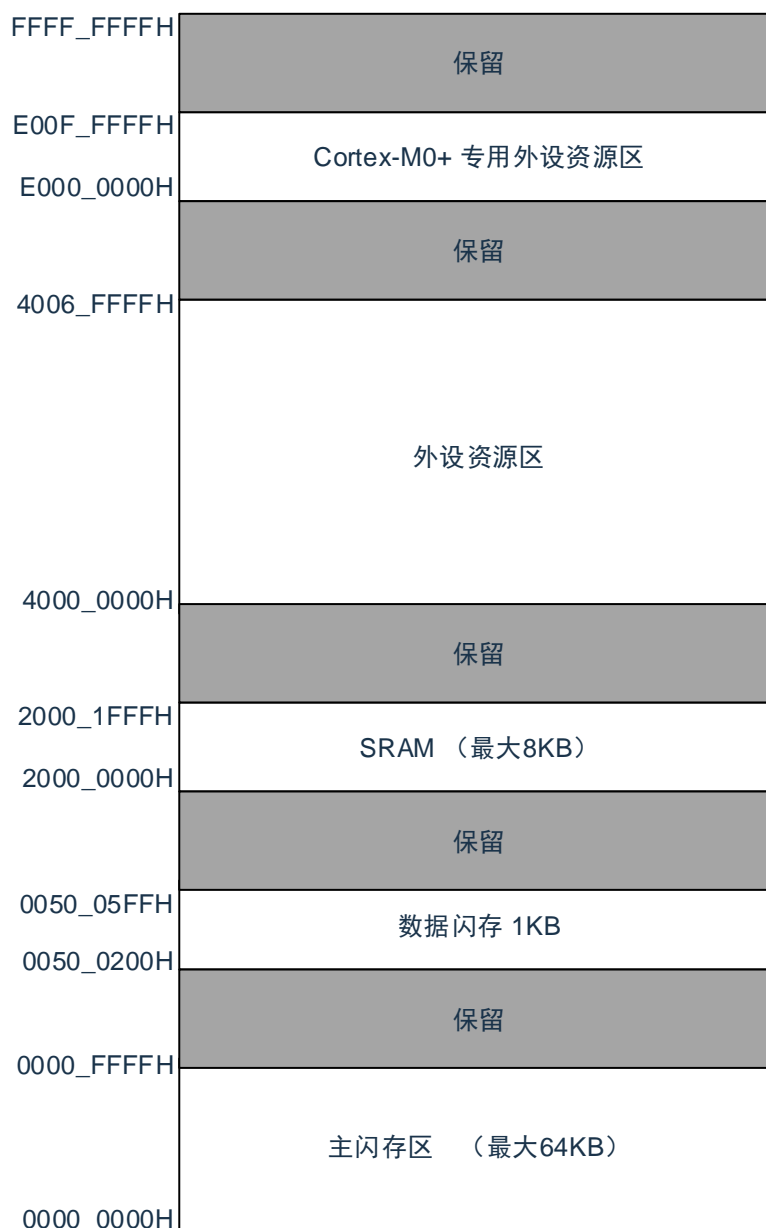 FFFF_FFFFH
保留
E00F_FFFFH
Cortex-M0+ 专用外设资源区
E000_0000H
保留
4006_FFFFH
外设资源区
4000_0000H
保留
2000_1FFFH
SRAM （最大8KB）
2000_0000H
保留
0050_05FFH
数据闪存 1KB
0050_0200H
保留
0000_FFFFH
主闪存区 （最大64KB）
0000_0000H